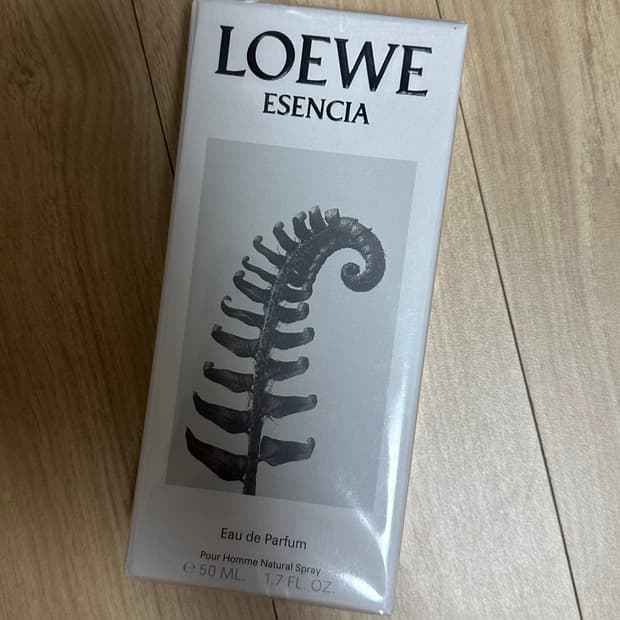 LOEWE
ESENCIA
Eau de Parfum
Pour Homme Natural Spray
℮ 50 ML. 1,7 FL. OZ.